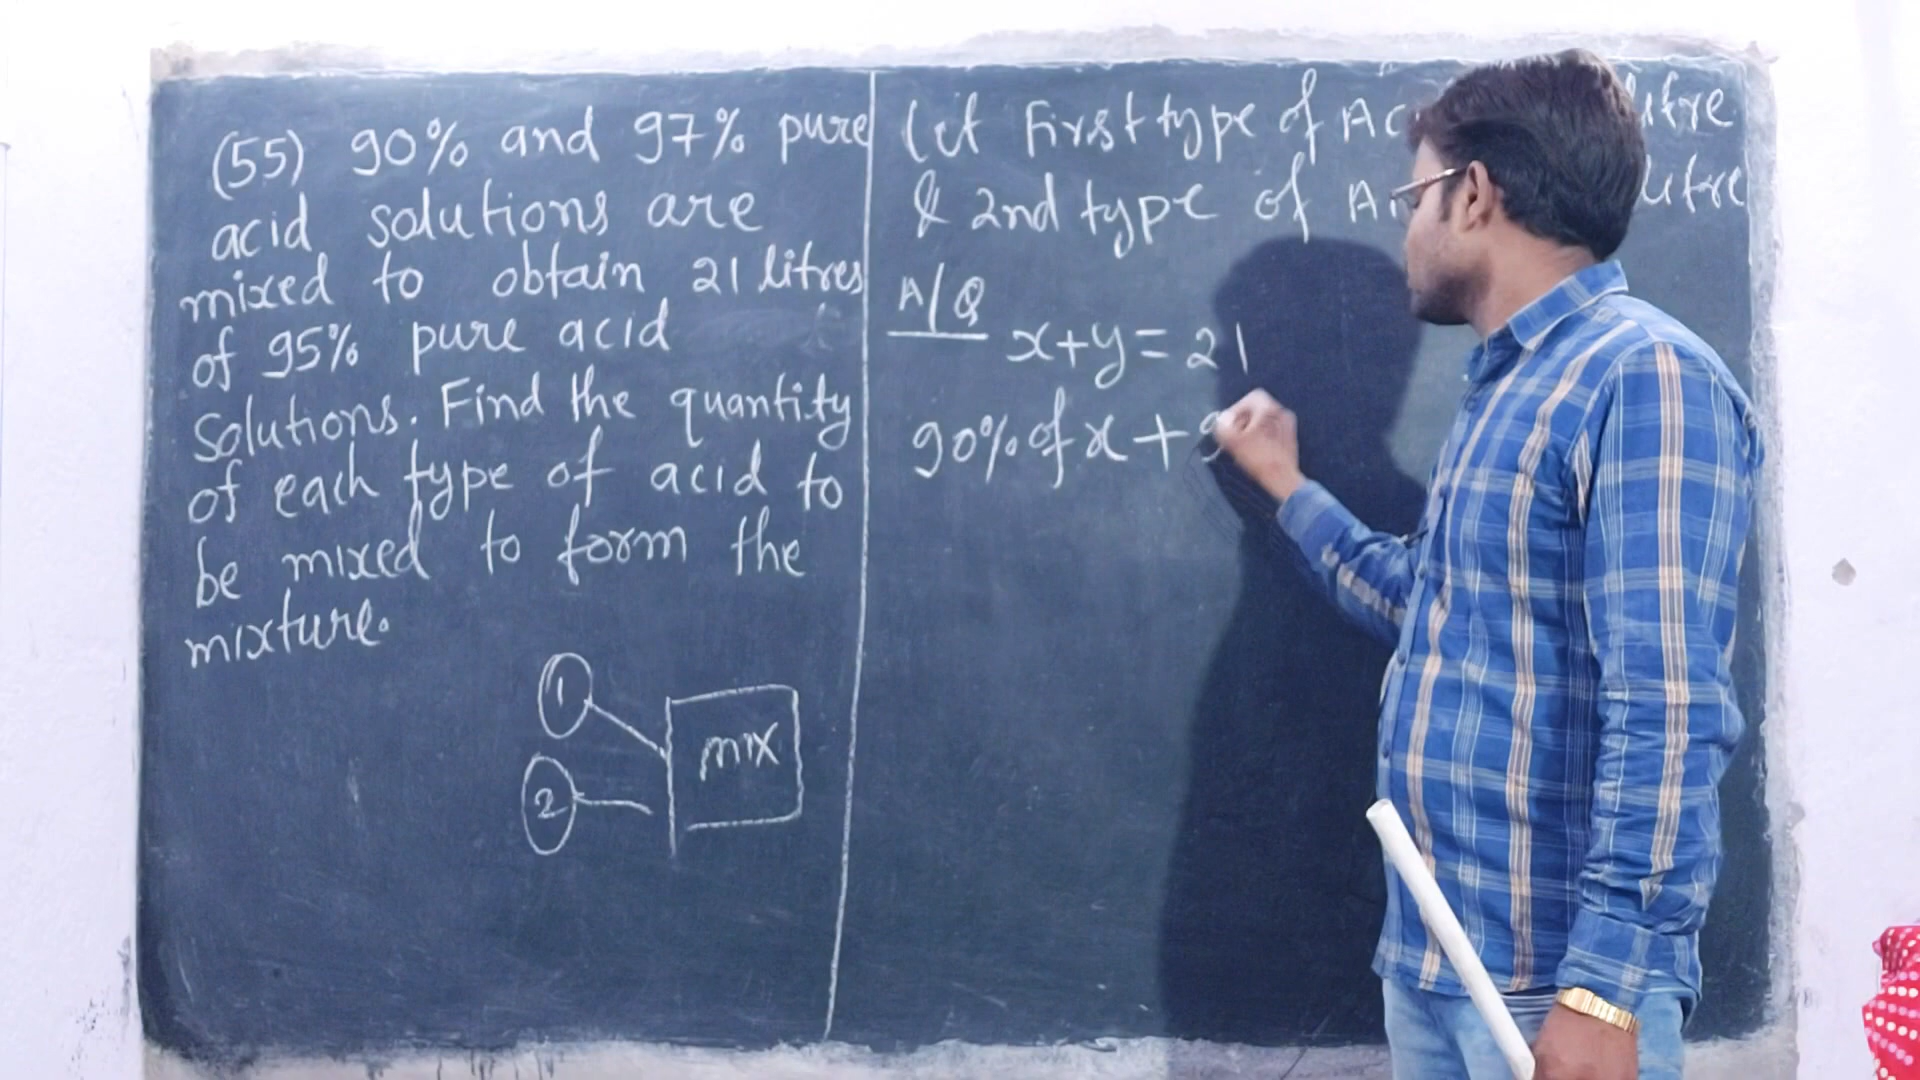 (55) 90% and 97% pure
acid solutions are
mixed to obtain 21 litres
of 95% pure acid
solutions. Find the quantity
of each type of acid to
be mixed to form the
mixture.
1
2
mix
Let First type of Ac litre
& 2nd type of A litre
A/Q
x+y=21
90% of x + 9